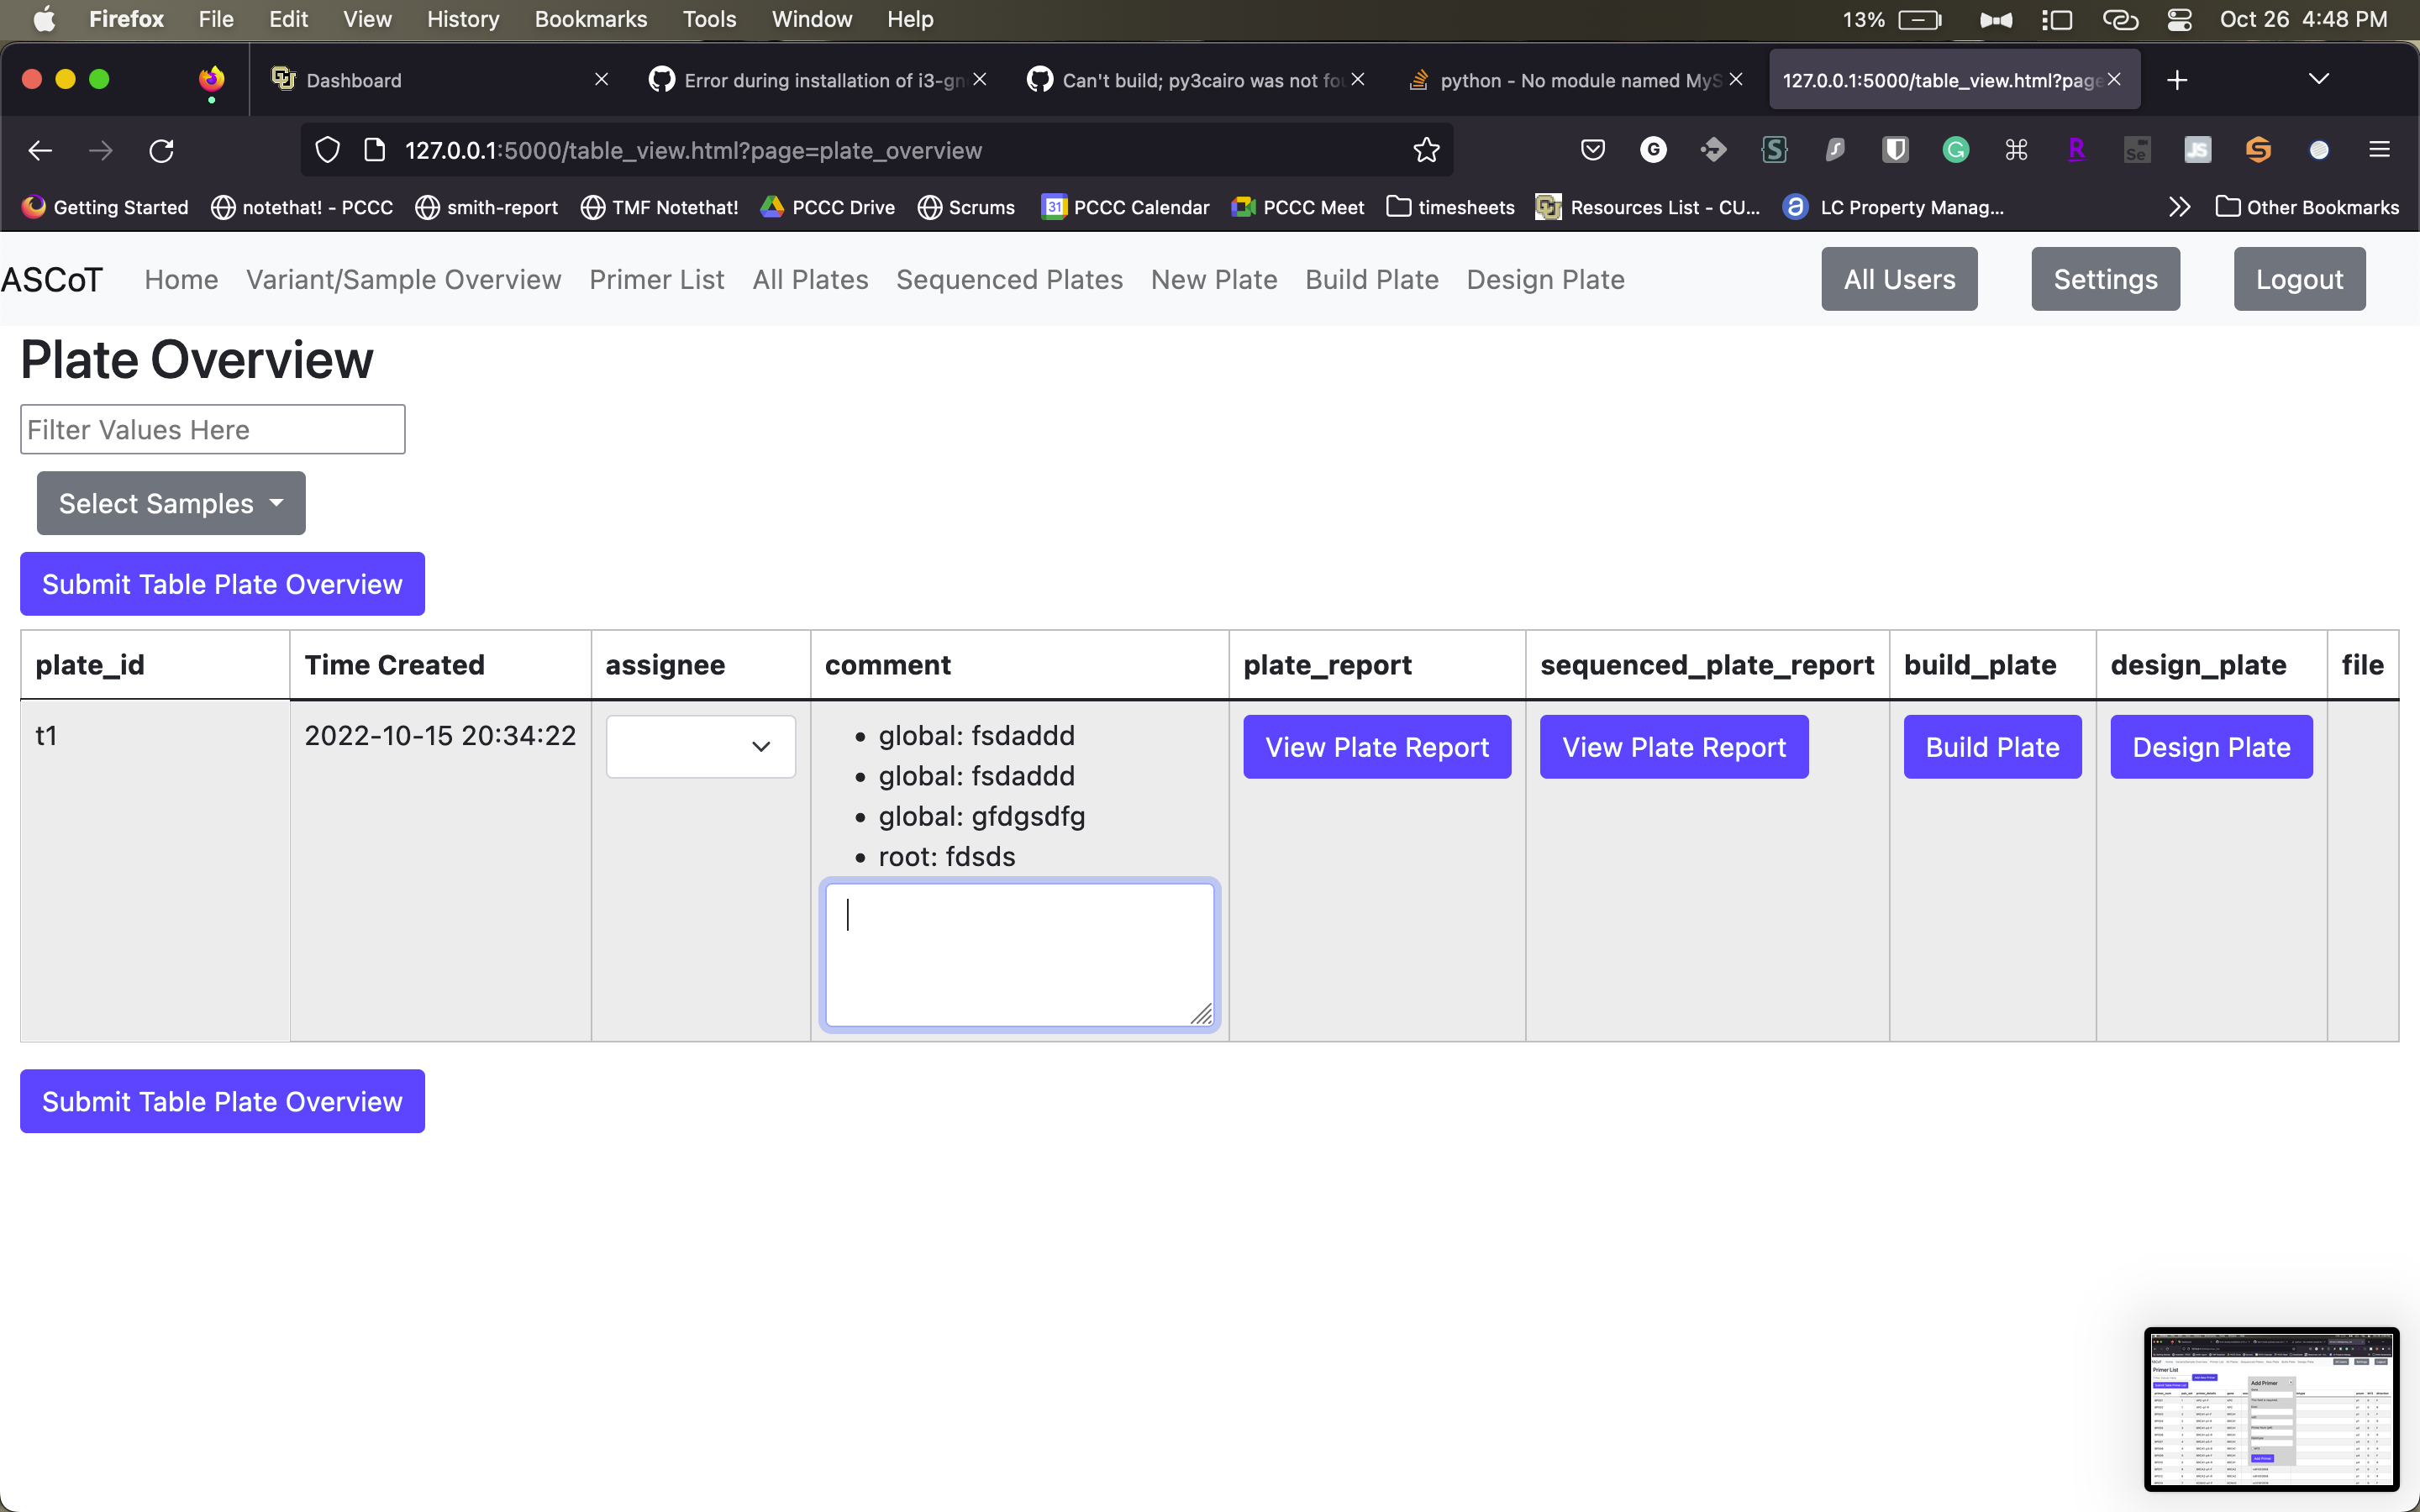 Firefox File Edit View History Bookmarks Tools Window Help 13% Oct 26 4:48 PM
Dashboard Error during installation of i3-gn Can't build; py3cairo was not fou python - No module named MyS 127.0.0.1:5000/table_view.html?page
127.0.0.1:5000/table_view.html?page=plate_overview
Getting Started notethat! - PCCC smith-report TMF Notethat! PCCC Drive Scrums 31 PCCC Calendar PCCC Meet timesheets Resources List - CU... LC Property Manag... Other Bookmarks
ASCoT Home Variant/Sample Overview Primer List All Plates Sequenced Plates New Plate Build Plate Design Plate All Users Settings Logout
Plate Overview
Filter Values Here
Select Samples
Submit Table Plate Overview
plate_id Time Created assignee comment plate_report sequenced_plate_report build_plate design_plate file
t1 2022-10-15 20:34:22 • global: fsdaddd View Plate Report View Plate Report Build Plate Design Plate
• global: fsdaddd
• global: gfdgsdfg
• root: fdsds
Submit Table Plate Overview
Primer List
Add Primer